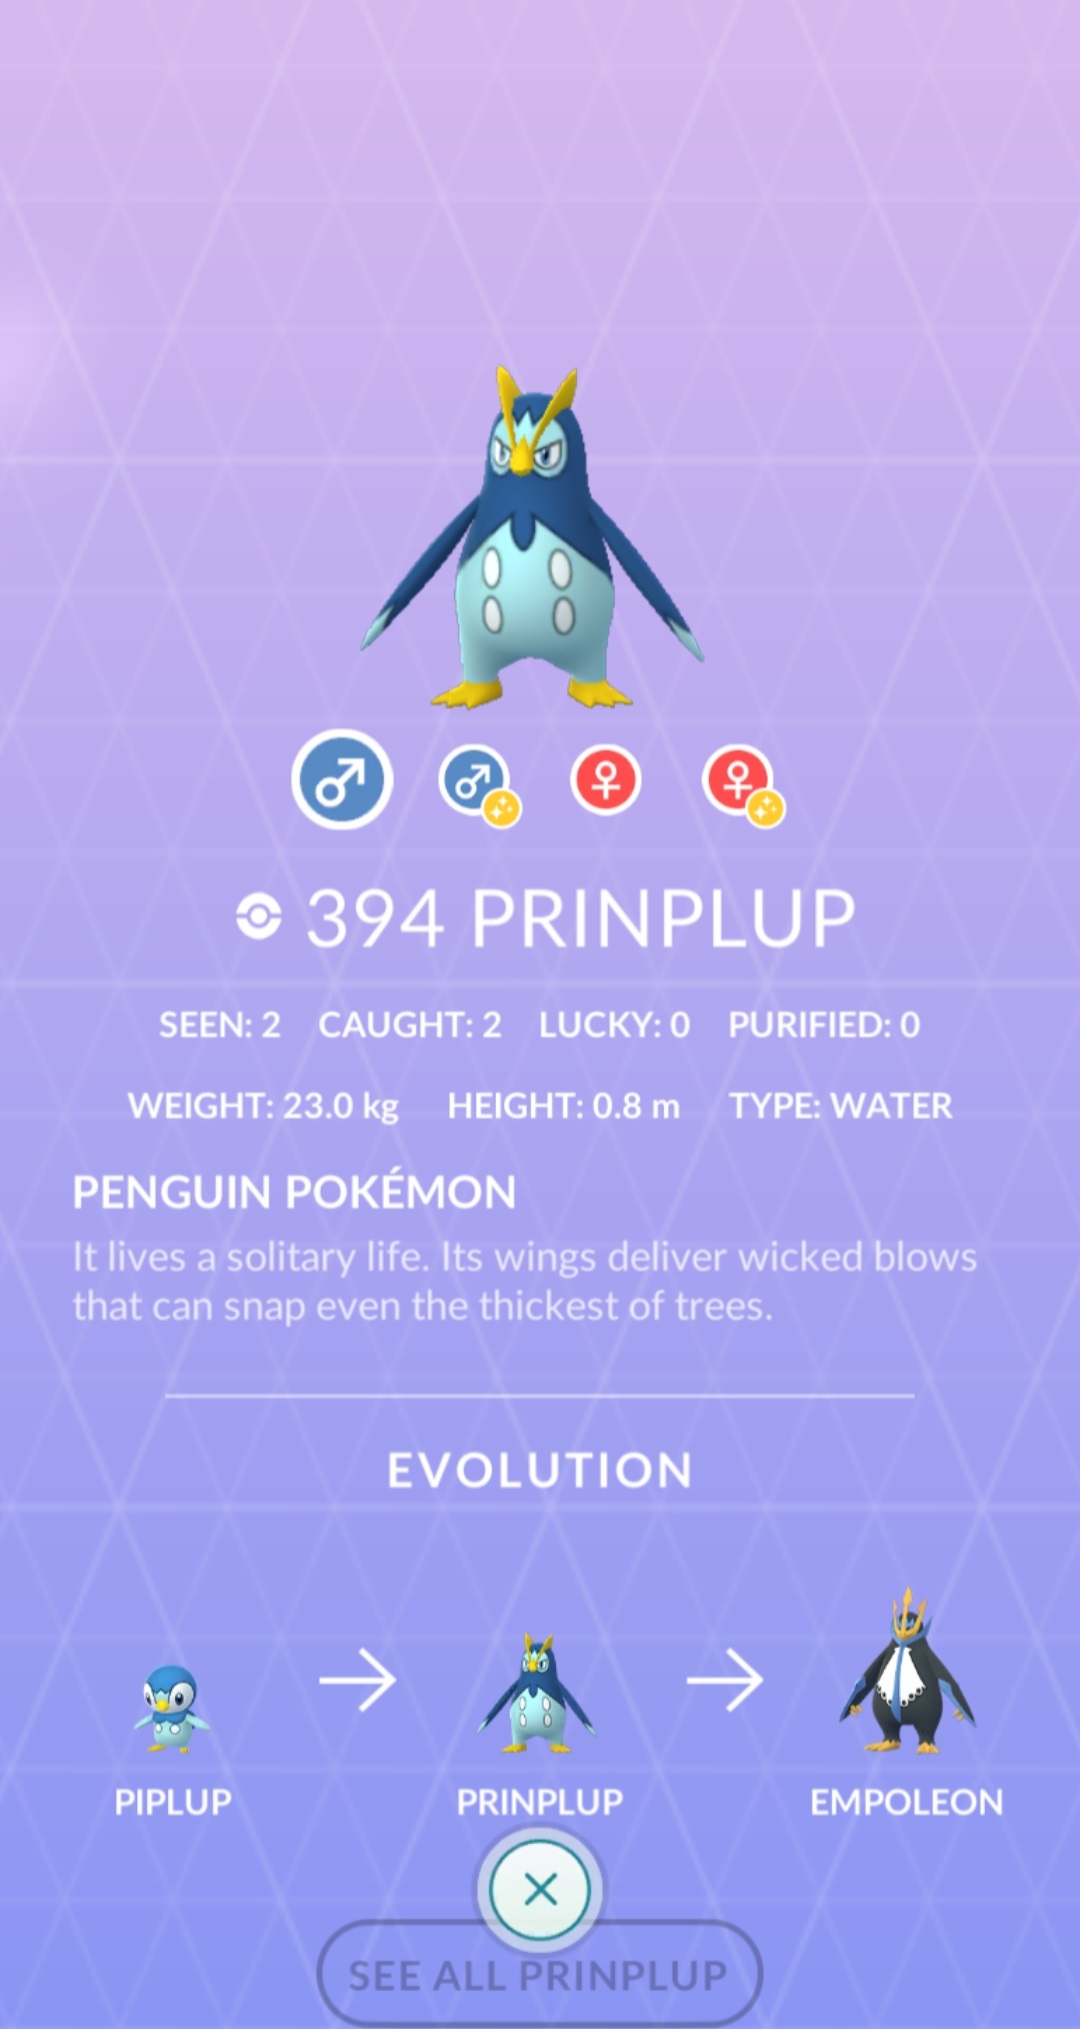 394 PRINPLUP
SEEN: 2 CAUGHT: 2 LUCKY: 0 PURIFIED: 0
WEIGHT: 23.0 kg HEIGHT: 0.8 m TYPE: WATER
PENGUIN POKÉMON
It lives a solitary life. Its wings deliver wicked blows
that can snap even the thickest of trees.
EVOLUTION
PIPLUP PRINPLUP EMPOLEON
SEE ALL PRINPLUP